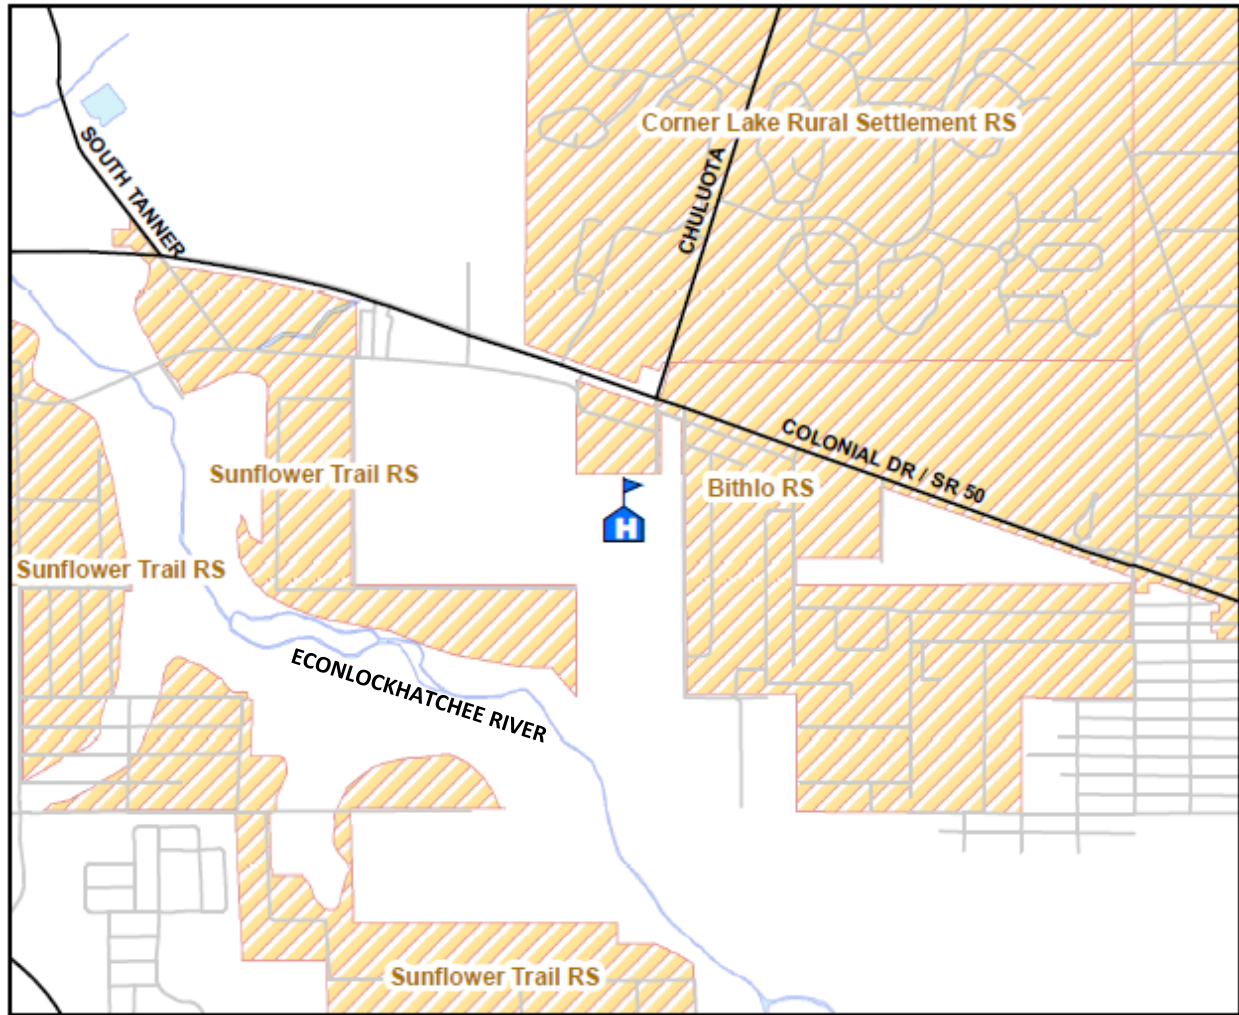 Corner Lake Rural Settlement RS
SOUTH TANNER
CHULUOTA
COLONIAL DR / SR 50
Sunflower Trail RS
Bithlo RS
H
Sunflower Trail RS
ECONLOCKHATCHEE RIVER
Sunflower Trail RS